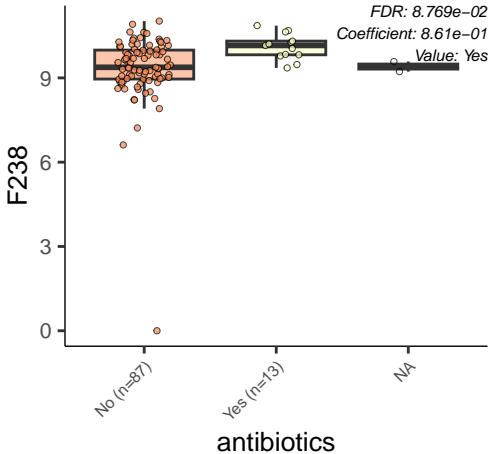 FDR: 8.769e−02
Coefficient: 8.61e−01
Value: Yes
9
6
3
0
F238
No (n=87)
Yes (n=13)
NA
antibiotics